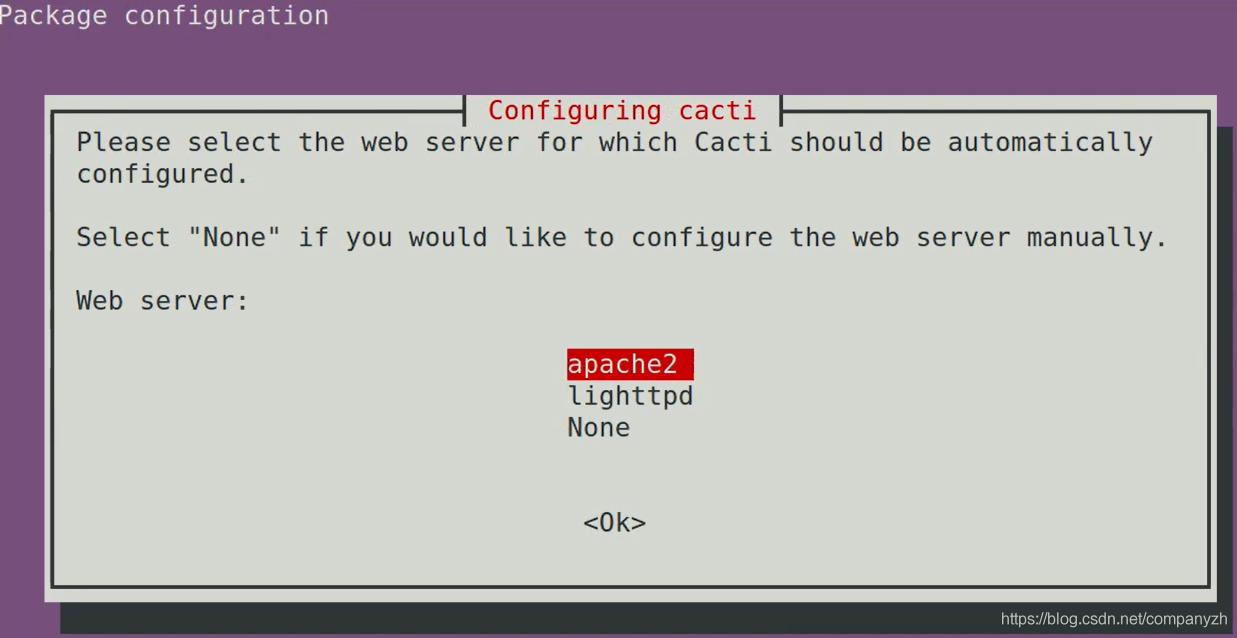 Package configuration
Configuring cacti
Please select the web server for which Cacti should be automatically
configured.
Select "None" if you would like to configure the web server manually.
Web server:
apache2
lighttpd
None
<Ok>
https://blog.csdn.net/companyzh